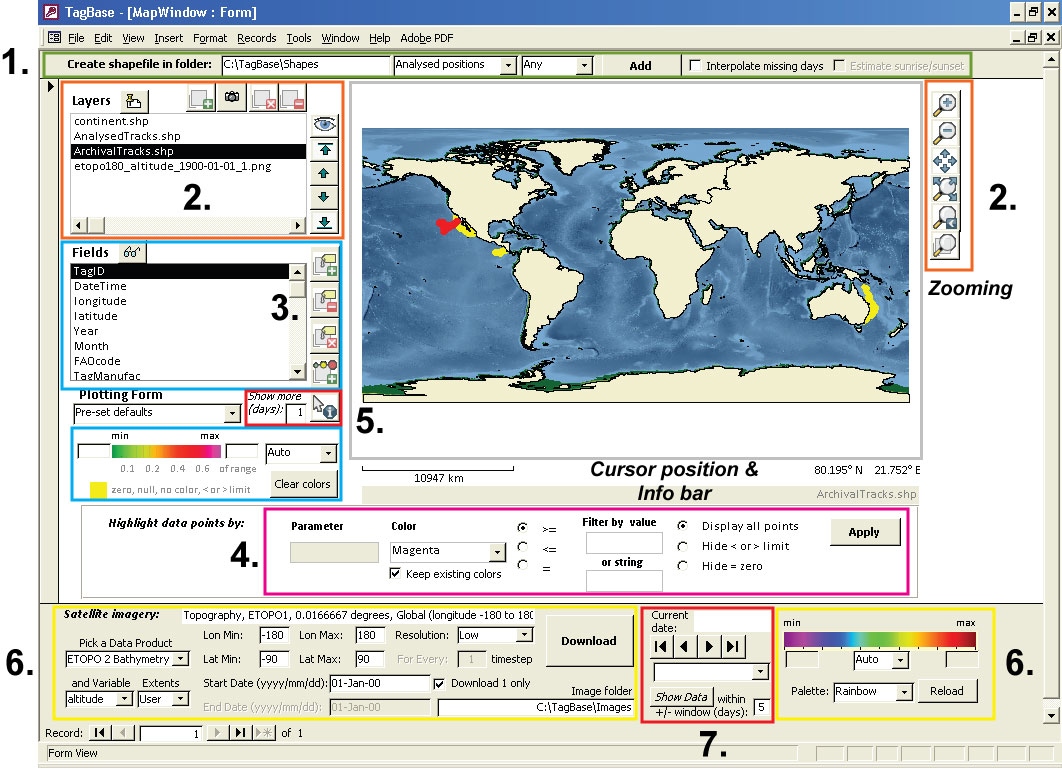 TagBase - [MapWindow : Form]
File Edit View Insert Format Records Tools Window Help Adobe PDF
1. Create shapefile in folder: C:\TagBase\Shapes Analysed positions Any Add Interpolate missing days Estimate sunrise/sunset
Layers
continent.shp
AnalysedTracks.shp
ArchivalTracks.shp
etopo180_altitude_1900-01-01_1.png
2.
2.
Zooming
Fields
TagID
DateTime
longitude
latitude
Year
Month
FAOcode
TagManufac
3.
Plotting Form
Pre-set defaults
Show more
(days): 1
5.
min max
Auto
0.1 0.2 0.4 0.6 of range
zero, null, no color, < or > limit
Clear colors
10947 km
Cursor position &
Info bar
80.195° N 21.752° E
ArchivalTracks.shp
Highlight data points by:
4.
Parameter Color
Magenta
Keep existing colors
>=
<=
=
Filter by value
or string
Display all points
Hide < or > limit
Hide = zero
Apply
6.
Satellite imagery: Topography, ETOPO1, 0.0166667 degrees, Global (longitude -180 to 180
Pick a Data Product
ETOPO 2 Bathymetry
and Variable Extents
altitude User
Lon Min: -180 Lon Max: 180 Resolution: Low
Lat Min: -90 Lat Max: 90 For Every: 1 timestep
Start Date (yyyy/mm/dd): 01-Jan-00 Download 1 only
End Date (yyyy/mm/dd): 01-Jan-00
Download
Image folder
C:\TagBase\Images
Current
date:
Show Data within
+/- window (days): 5
7.
min max
Auto
Palette: Rainbow Reload
6.
Record: 1 of 1
Form View